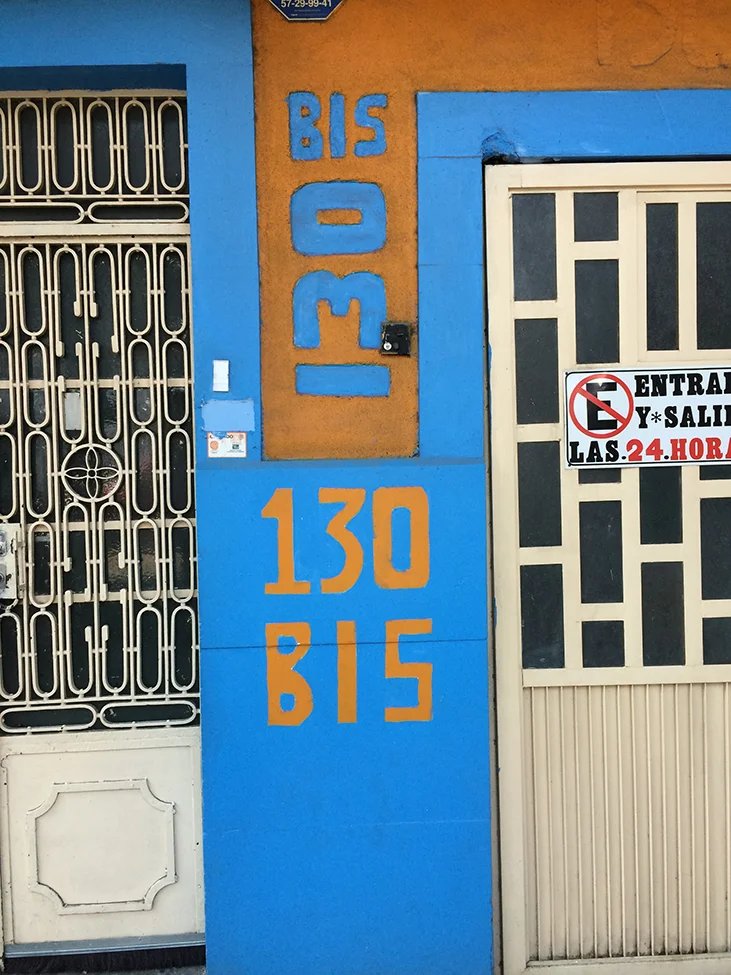 57-29-99-41
BIS
130
E ENTRA
Y*SALI
LAS.24.HORA
130
BIS